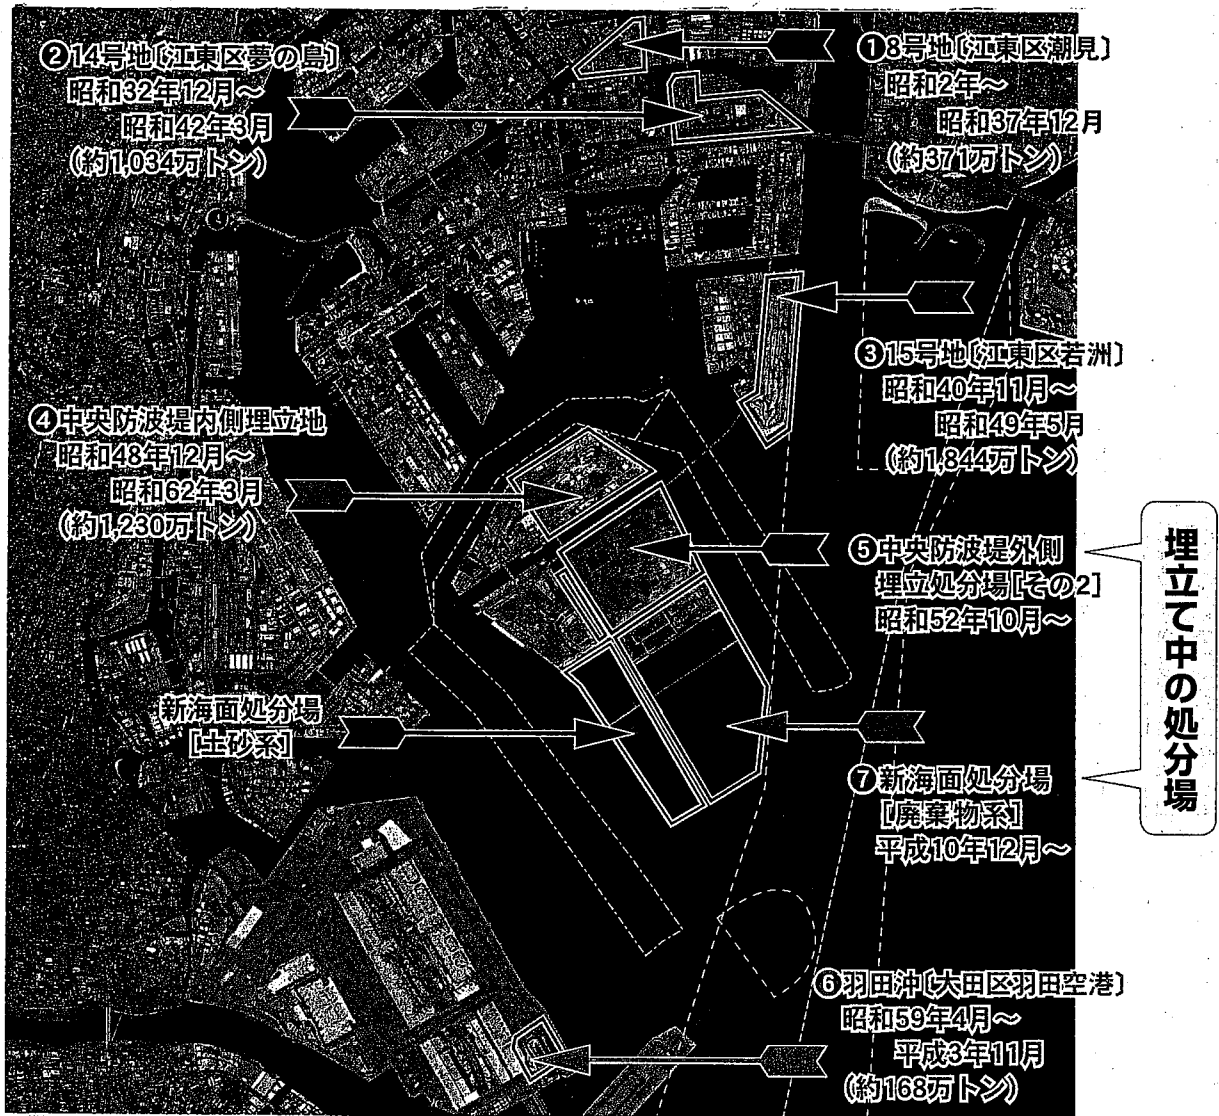 ❶8号地〔江東区潮見〕
昭和2年～
昭和37年12月
(約371万トン)
❷14号地〔江東区夢の島〕
昭和32年12月～
昭和42年3月
(約1,034万トン)
❸15号地〔江東区若洲〕
昭和40年11月～
昭和49年5月
(約1,844万トン)
❹中央防波堤内側埋立地
昭和48年12月～
昭和62年3月
(約1,230万トン)
❺中央防波堤外側
埋立処分場[その2]
昭和52年10月～
埋立て中の処分場
新海面処分場
[土砂系]
❼新海面処分場
[廃棄物系]
平成10年12月～
❻羽田沖〔大田区羽田空港〕
昭和59年4月～
平成3年11月
(約168万トン)